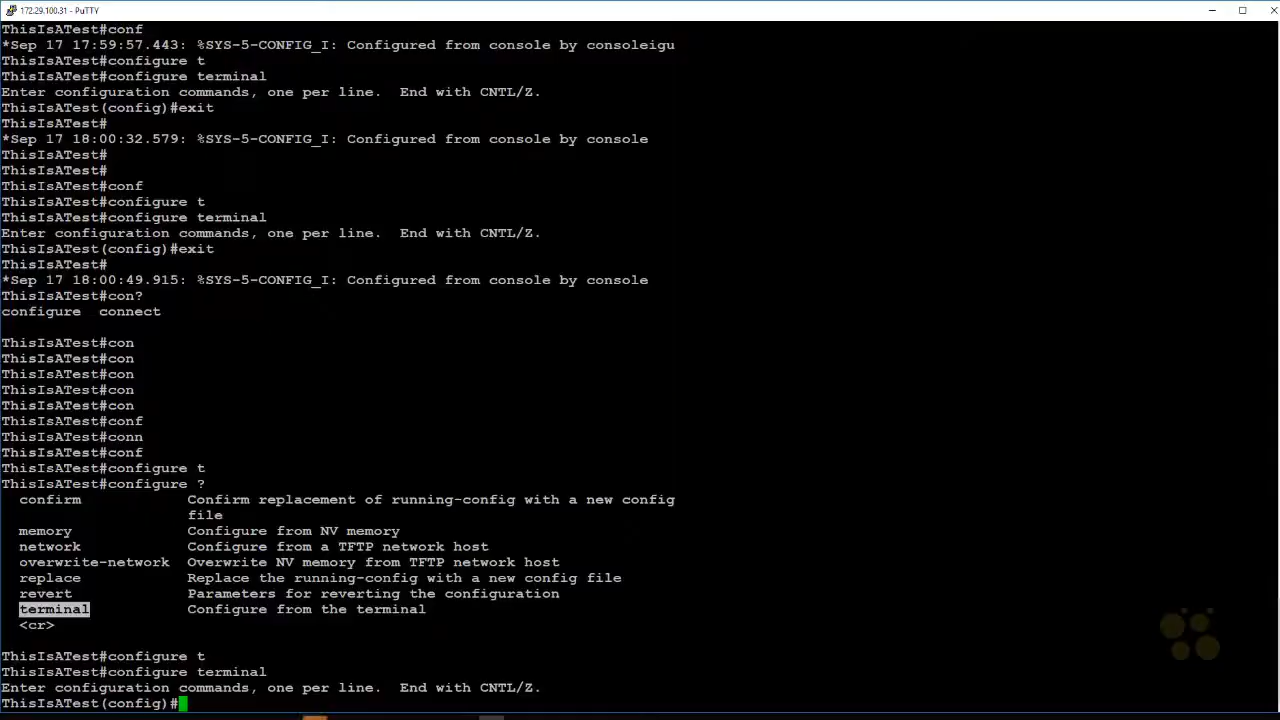 172.29.100.31 - PuTTY
ThisIsATest#conf
*Sep 17 17:59:57.443: %SYS-5-CONFIG_I: Configured from console by consoleigu
ThisIsATest#configure t
ThisIsATest#configure terminal
Enter configuration commands, one per line.  End with CNTL/Z.
ThisIsATest(config)#exit
ThisIsATest#
*Sep 17 18:00:32.579: %SYS-5-CONFIG_I: Configured from console by console
ThisIsATest#
ThisIsATest#
ThisIsATest#conf
ThisIsATest#configure t
ThisIsATest#configure terminal
Enter configuration commands, one per line.  End with CNTL/Z.
ThisIsATest(config)#exit
ThisIsATest#
*Sep 17 18:00:49.915: %SYS-5-CONFIG_I: Configured from console by console
ThisIsATest#con?
configure  connect
ThisIsATest#con
ThisIsATest#con
ThisIsATest#con
ThisIsATest#con
ThisIsATest#con
ThisIsATest#conf
ThisIsATest#conn
ThisIsATest#conf
ThisIsATest#configure t
ThisIsATest#configure ?
  confirm            Confirm replacement of running-config with a new config
                     file
  memory             Configure from NV memory
  network            Configure from a TFTP network host
  overwrite-network  Overwrite NV memory from TFTP network host
  replace            Replace the running-config with a new config file
  revert             Parameters for reverting the configuration
  terminal           Configure from the terminal
  <cr>
ThisIsATest#configure t
ThisIsATest#configure terminal
Enter configuration commands, one per line.  End with CNTL/Z.
ThisIsATest(config)#